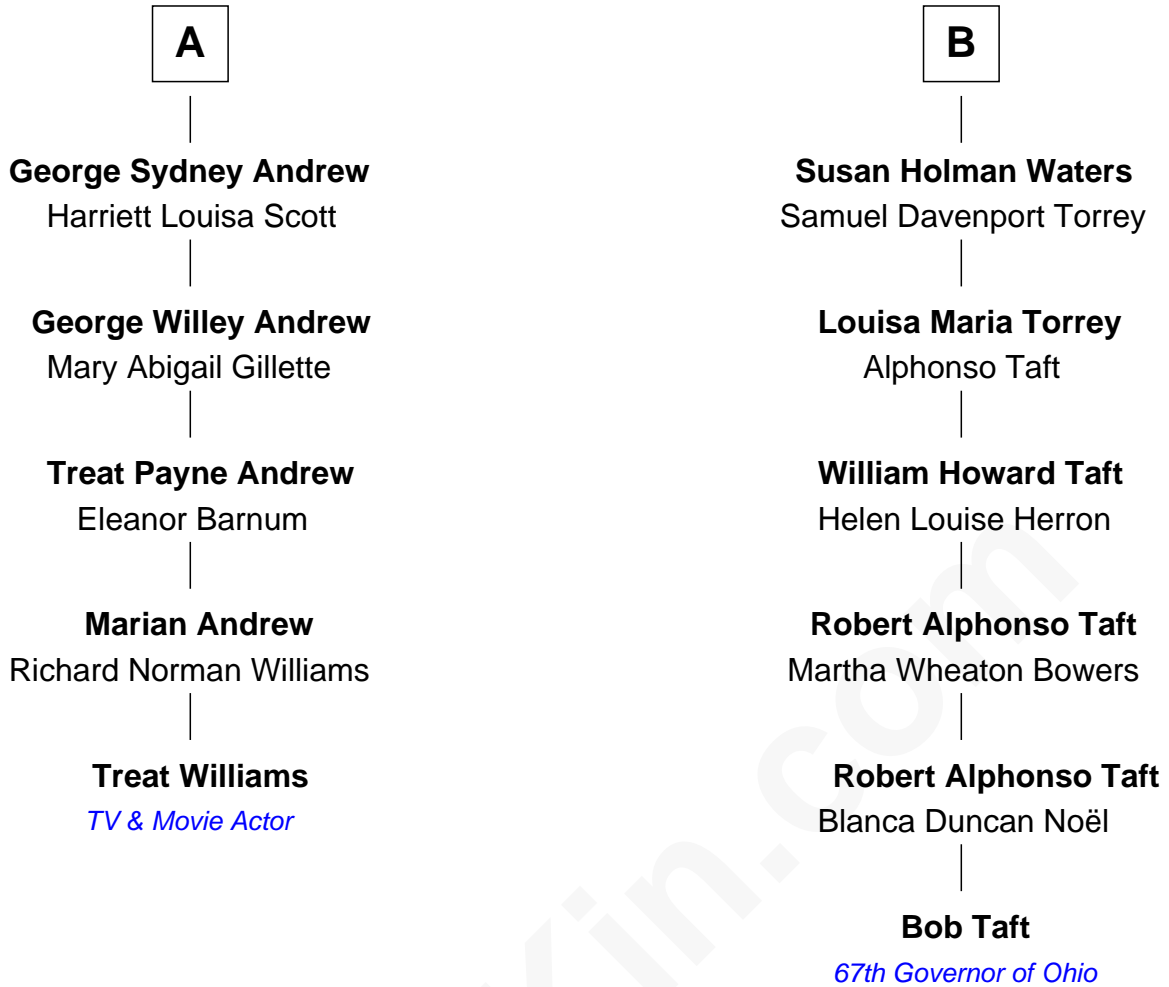 A
George Sydney Andrew
Harriett Louisa Scott
George Willey Andrew
Mary Abigail Gillette
Treat Payne Andrew
Eleanor Barnum
Marian Andrew
Richard Norman Williams
Treat Williams
TV & Movie Actor
B
Susan Holman Waters
Samuel Davenport Torrey
Louisa Maria Torrey
Alphonso Taft
William Howard Taft
Helen Louise Herron
Robert Alphonso Taft
Martha Wheaton Bowers
Robert Alphonso Taft
Blanca Duncan Noël
Bob Taft
67th Governor of Ohio
Kin.com